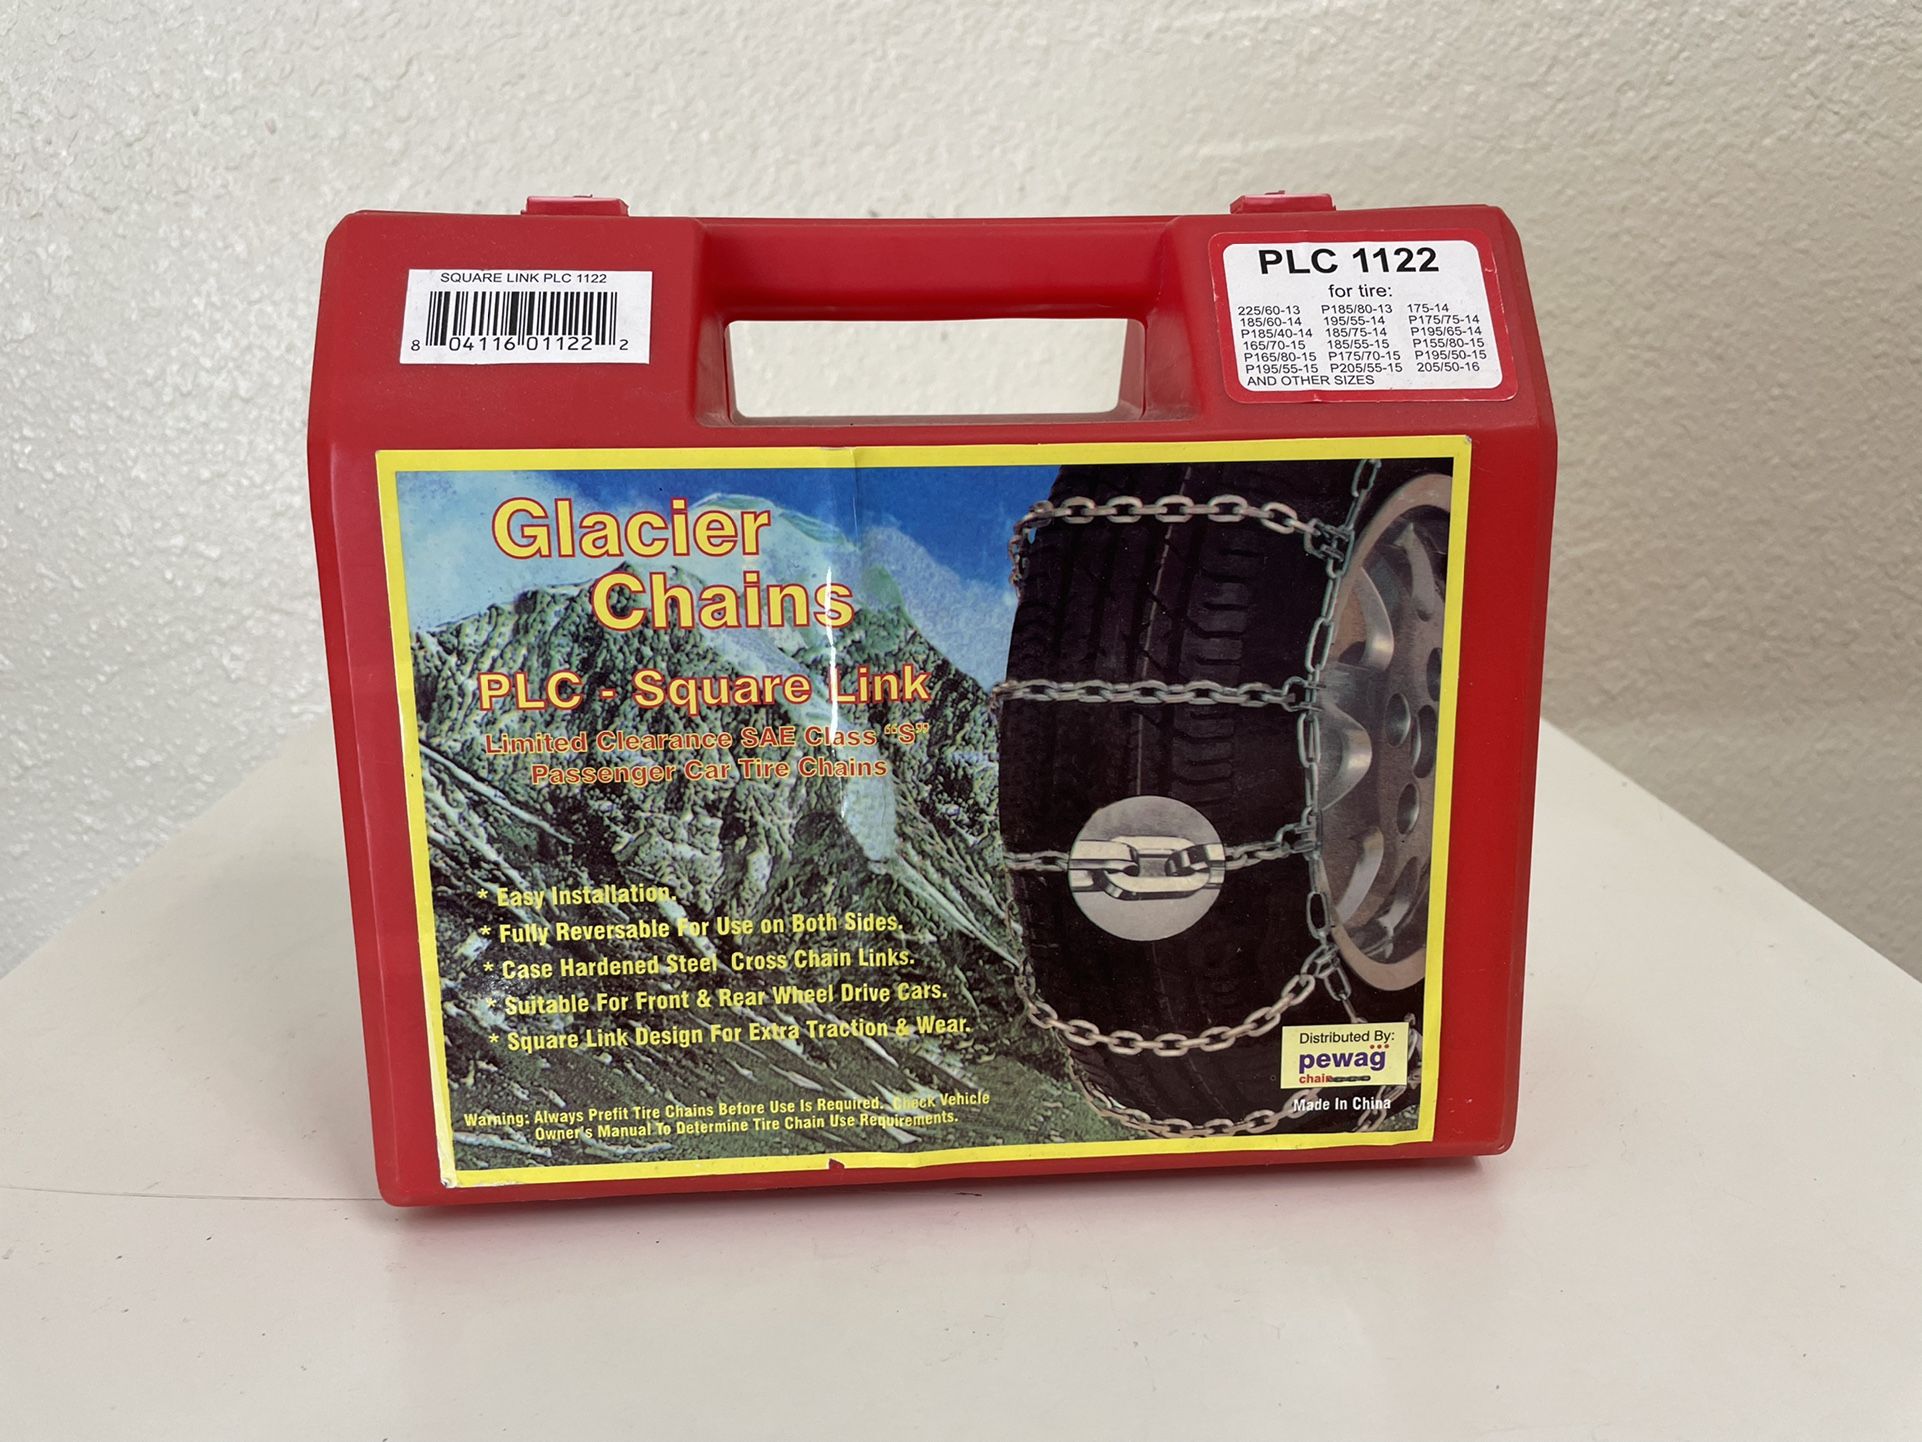 SQUARE LINK PLC 1122
8 04116 01122 2
PLC 1122
for tire:
225/60-13 P185/80-13 175-14
185/60-14 195/55-14 P175/75-14
P185/40-14 185/75-14 P195/65-14
165/70-15 185/55-15 P155/80-15
P165/80-15 P175/70-15 P195/50-15
P195/55-15 P205/55-15 205/50-16
AND OTHER SIZES
Glacier
Chains
PLC - Square Link
Limited Clearance SAE Class "S"
Passenger Car Tire Chains
* Easy Installation.
* Fully Reversable For Use on Both Sides.
* Case Hardened Steel Cross Chain Links.
* Suitable For Front & Rear Wheel Drive Cars.
* Square Link Design For Extra Traction & Wear.
Warning: Always Prefit Tire Chains Before Use Is Required. Check Vehicle
Owner's Manual To Determine Tire Chain Use Requirements.
Distributed By:
pewag
chain
Made In China